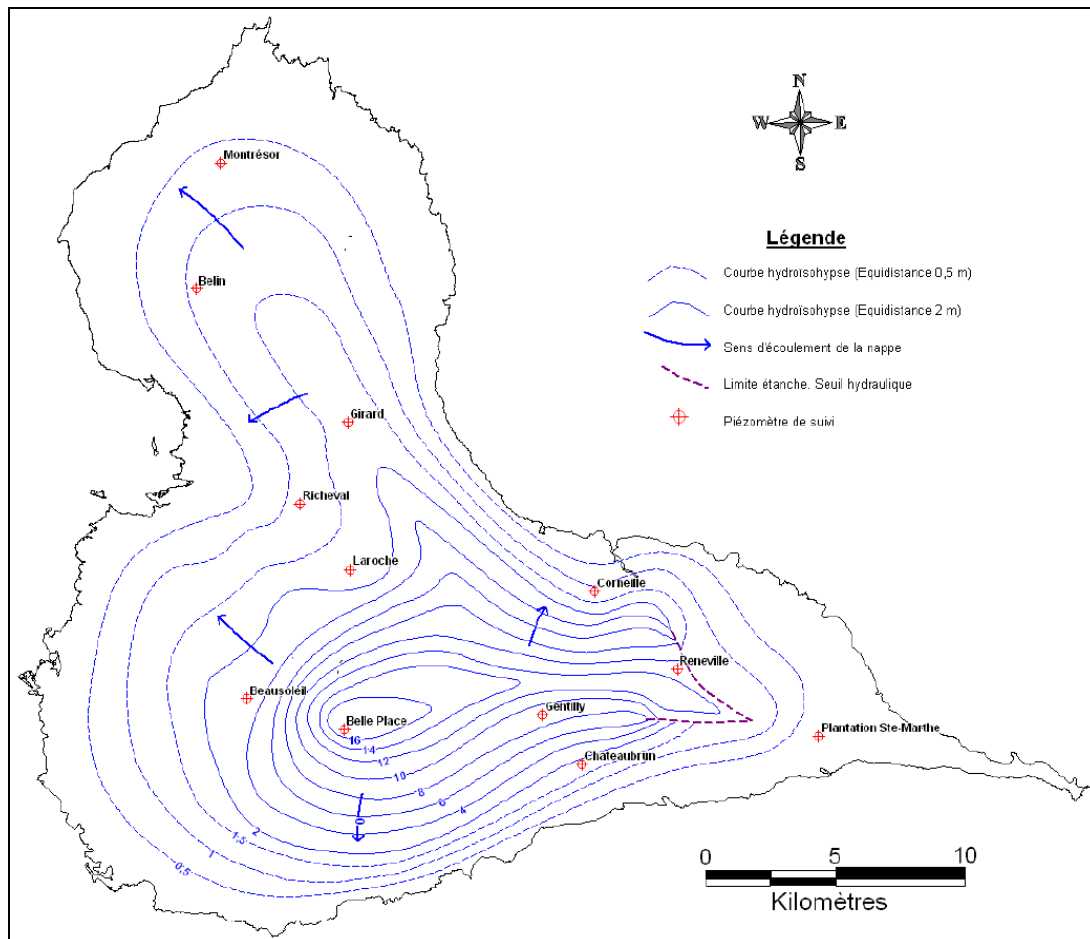 N
W E
S
Montrésor
Belin
Girard
Richeval
Laroche
Corneille
Reneville
Beausoleil
Belle Place
Gentilly
Chateaubrun
Plantation Ste-Marthe
16
14
12
10
8
6
4
2
1.5
1
0,5
0
Légende
Courbe hydroïsohypse (Equidistance 0,5 m)
Courbe hydroïsohypse (Equidistance 2 m)
Sens d'écoulement de la nappe
Limite étanche. Seuil hydraulique
Piézomètre de suivi
0 5 10
Kilomètres